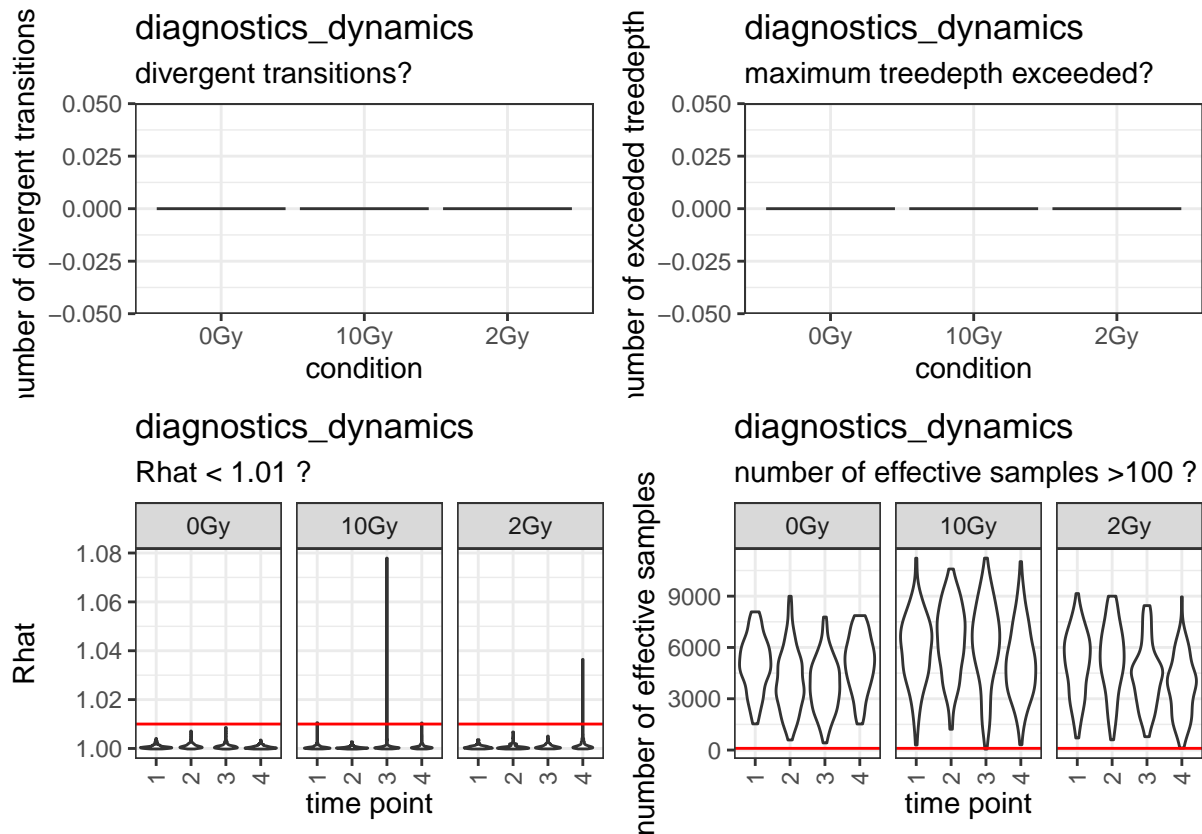 diagnostics_dynamics
divergent transitions?
number of divergent transitions
0.050
0.025
0.000
−0.025
−0.050
0Gy 10Gy 2Gy
condition
diagnostics_dynamics
maximum treedepth exceeded?
number of exceeded treedepth
0.050
0.025
0.000
−0.025
−0.050
0Gy 10Gy 2Gy
condition
diagnostics_dynamics
Rhat < 1.01 ?
0Gy 10Gy 2Gy
Rhat
1.08
1.06
1.04
1.02
1.00
1 2 3 4 1 2 3 4 1 2 3 4
time point
diagnostics_dynamics
number of effective samples >100 ?
0Gy 10Gy 2Gy
number of effective samples
9000
6000
3000
0
1 2 3 4 1 2 3 4 1 2 3 4
time point